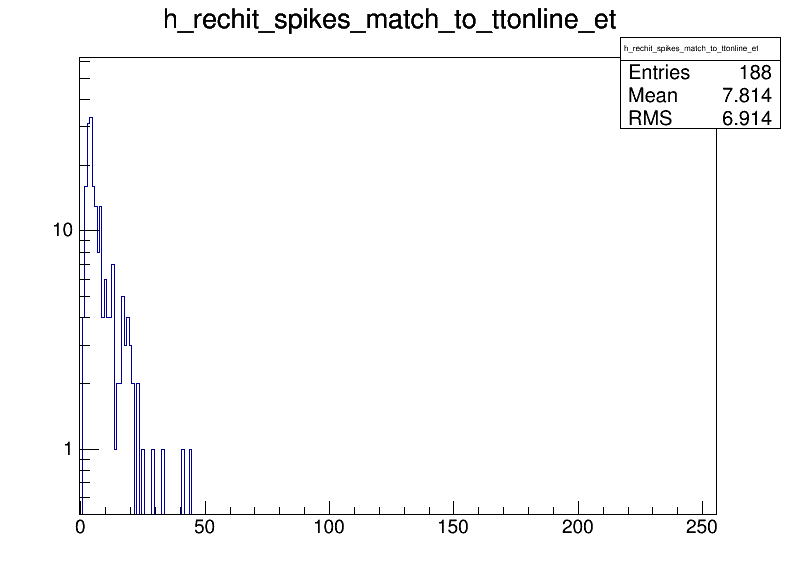 h_rechit_spikes_match_to_ttonline_et
h_rechit_spikes_match_to_ttonline_et
Entries 188
Mean 7.814
RMS 6.914
10
1
0 50 100 150 200 250